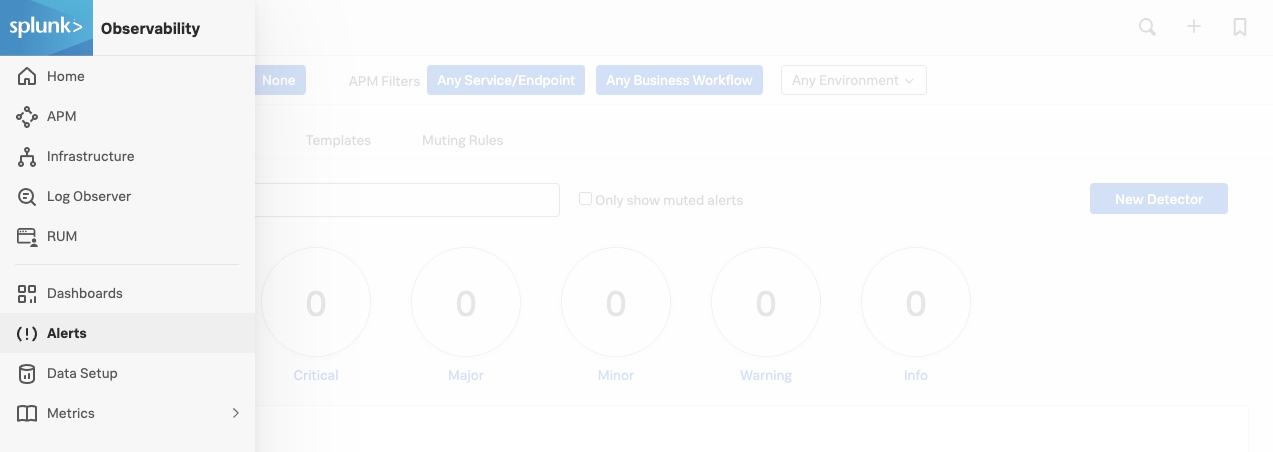 splunk> Observability
Home
APM
Infrastructure
Log Observer
RUM
Dashboards
Alerts
Data Setup
Metrics
None APM Filters Any Service/Endpoint Any Business Workflow Any Environment
Templates Muting Rules
Only show muted alerts New Detector
0 0 0 0 0
Critical Major Minor Warning Info